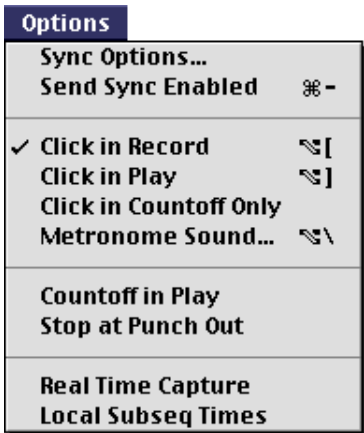 Options
Sync Options...
Send Sync Enabled ⌘-
✓ Click in Record ⌥[
Click in Play ⌥]
Click in Countoff Only
Metronome Sound... ⌥\
Countoff in Play
Stop at Punch Out
Real Time Capture
Local Subseq Times